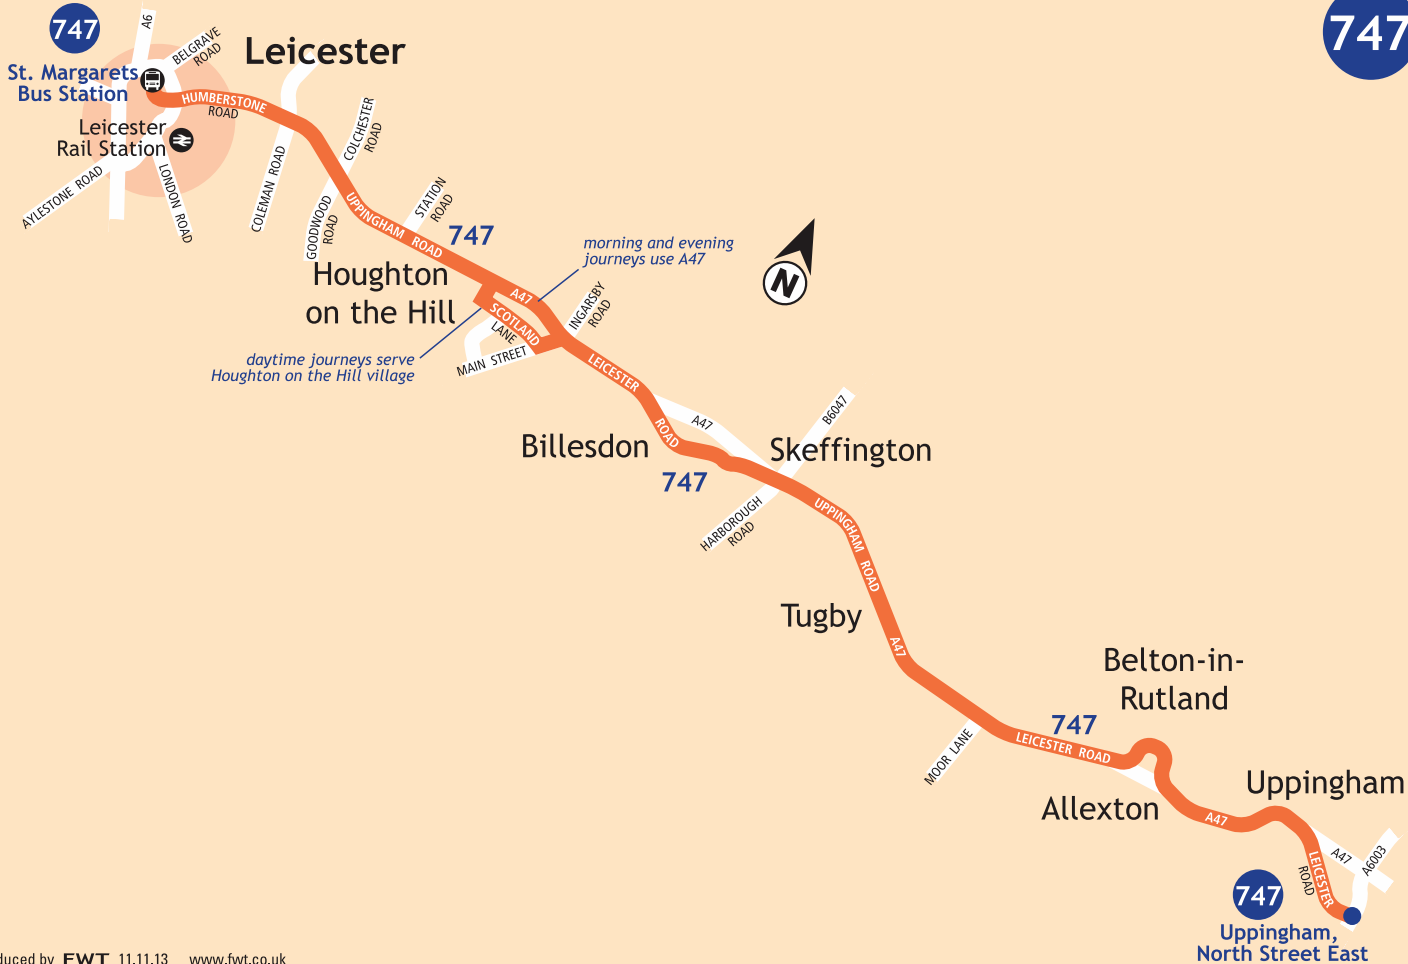 747
747
A6
BELGRAVE
ROAD
Leicester
St. Margarets
Bus Station
HUMBERSTONE
ROAD
Leicester
Rail Station
AYLESTONE ROAD
LONDON ROAD
COLEMAN ROAD
COLCHESTER
ROAD
GOODWOOD
ROAD
UPPINGHAM ROAD
STATION
ROAD
747
morning and evening
journeys use A47
N
Houghton
on the Hill
A47
INGARSBY
ROAD
SCOTLAND
LANE
MAIN STREET
daytime journeys serve
Houghton on the Hill village
LEICESTER
ROAD
A47
B6047
Billesdon
Skeffington
747
HARBOROUGH
ROAD
UPPINGHAM ROAD
Tugby
A47
Belton-in-
Rutland
747
MOOR LANE
LEICESTER ROAD
Allexton
Uppingham
A47
A47
A6003
LEICESTER
ROAD
747
Uppingham,
North Street East
duced by FWT 11.11.13 www.fwt.co.uk